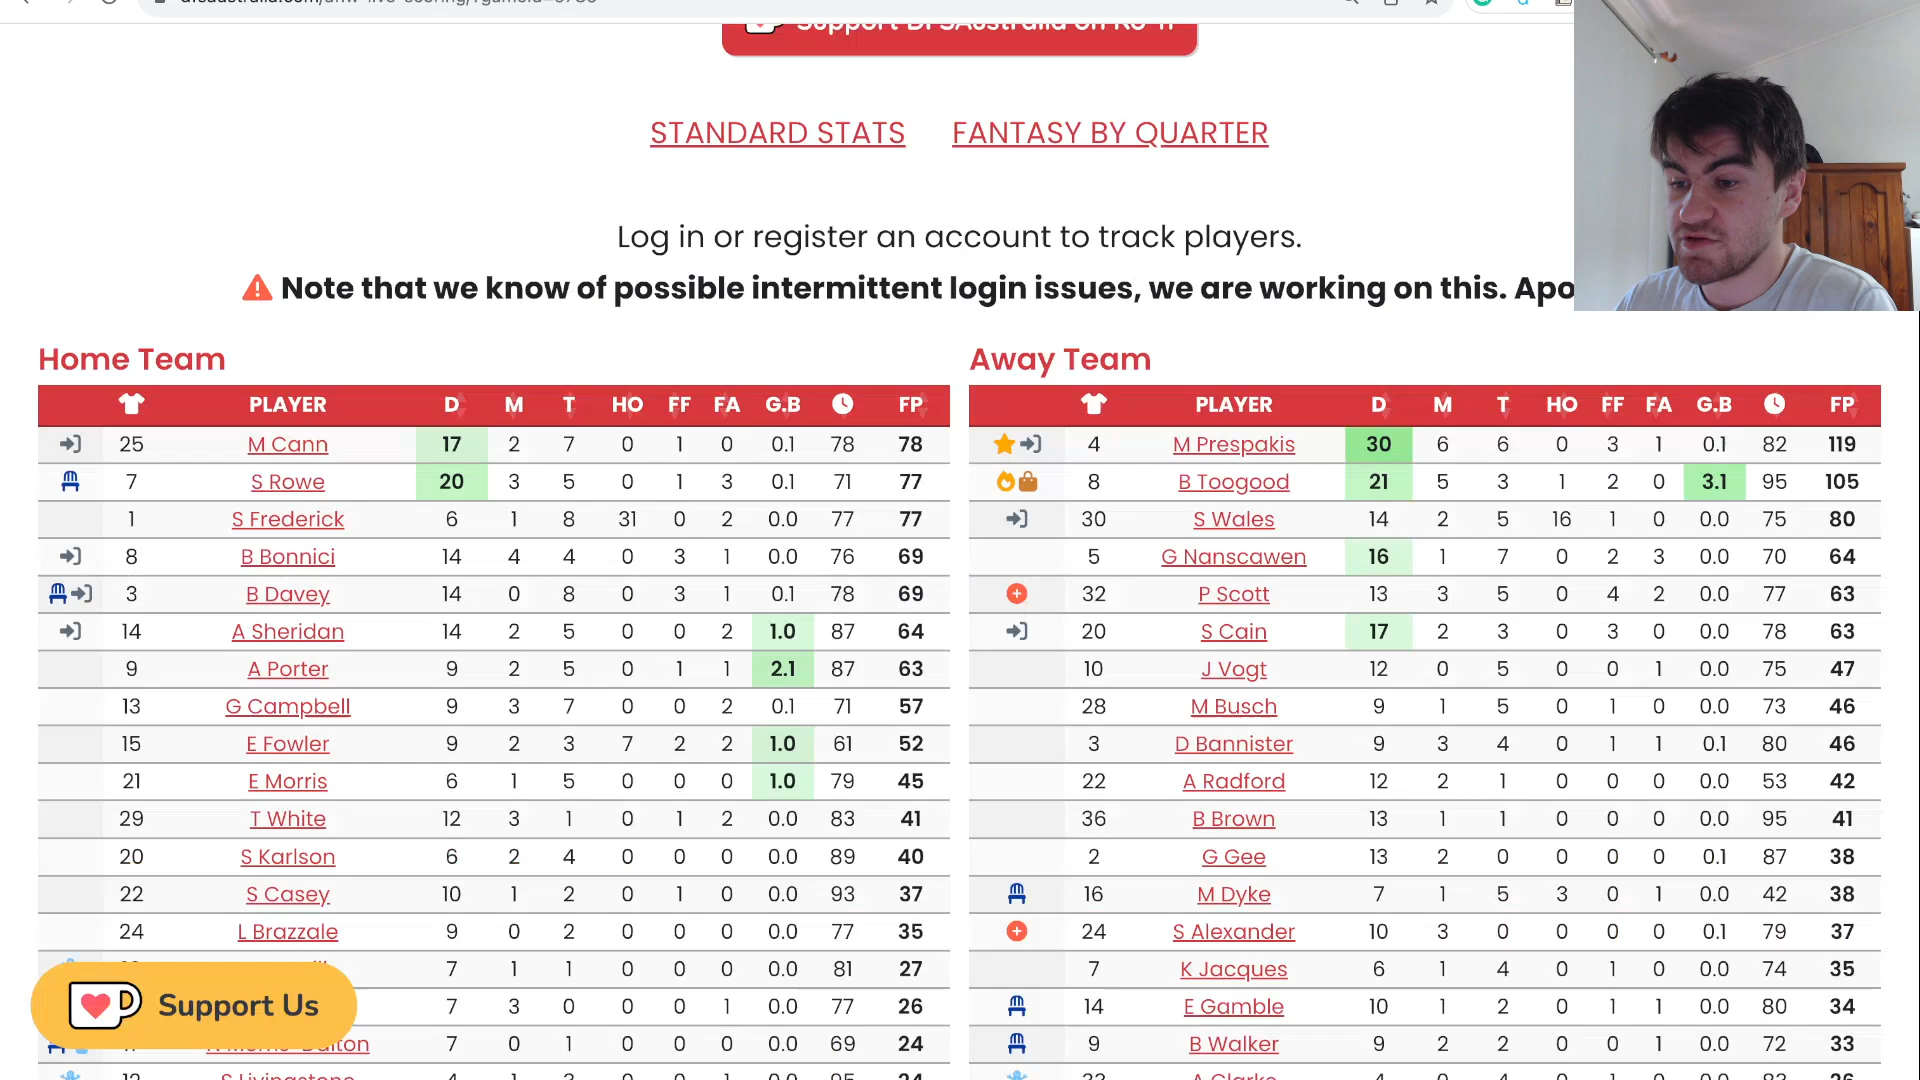 STANDARD STATS FANTASY BY QUARTER
Log in or register an account to track players.
Note that we know of possible intermittent login issues, we are working on this. Apo
Home Team
PLAYER D M T HO FF FA G.B FP
25 M Cann 17 2 7 0 1 0 0.1 78 78
7 S Rowe 20 3 5 0 1 3 0.1 71 77
1 S Frederick 6 1 8 31 0 2 0.0 77 77
8 B Bonnici 14 4 4 0 3 1 0.0 76 69
3 B Davey 14 0 8 0 3 1 0.1 78 69
14 A Sheridan 14 2 5 0 0 2 1.0 87 64
9 A Porter 9 2 5 0 1 1 2.1 87 63
13 G Campbell 9 3 7 0 0 2 0.1 71 57
15 E Fowler 9 2 3 7 2 2 1.0 61 52
21 E Morris 6 1 5 0 0 0 1.0 79 45
29 T White 12 3 1 0 1 2 0.0 83 41
20 S Karlson 6 2 4 0 0 0 0.0 89 40
22 S Casey 10 1 2 0 1 0 0.0 93 37
24 L Brazzale 9 0 2 0 0 0 0.0 77 35
7 1 1 0 0 0 0.0 81 27
7 3 0 0 0 1 0.0 77 26
7 0 1 0 0 0 0.0 69 24
Support Us
Away Team
PLAYER D M T HO FF FA G.B FP
4 M Prespakis 30 6 6 0 3 1 0.1 82 119
8 B Toogood 21 5 3 1 2 0 3.1 95 105
30 S Wales 14 2 5 16 1 0 0.0 75 80
5 G Nanscawen 16 1 7 0 2 3 0.0 70 64
32 P Scott 13 3 5 0 4 2 0.0 77 63
20 S Cain 17 2 3 0 3 0 0.0 78 63
10 J Vogt 12 0 5 0 0 1 0.0 75 47
28 M Busch 9 1 5 0 1 0 0.0 73 46
3 D Bannister 9 3 4 0 1 1 0.1 80 46
22 A Radford 12 2 1 0 0 0 0.0 53 42
36 B Brown 13 1 1 0 0 0 0.0 95 41
2 G Gee 13 2 0 0 0 0 0.1 87 38
16 M Dyke 7 1 5 3 0 1 0.0 42 38
24 S Alexander 10 3 0 0 0 0 0.1 79 37
7 K Jacques 6 1 4 0 1 0 0.0 74 35
14 E Gamble 10 1 2 0 1 1 0.0 80 34
9 B Walker 9 2 2 0 0 1 0.0 72 33